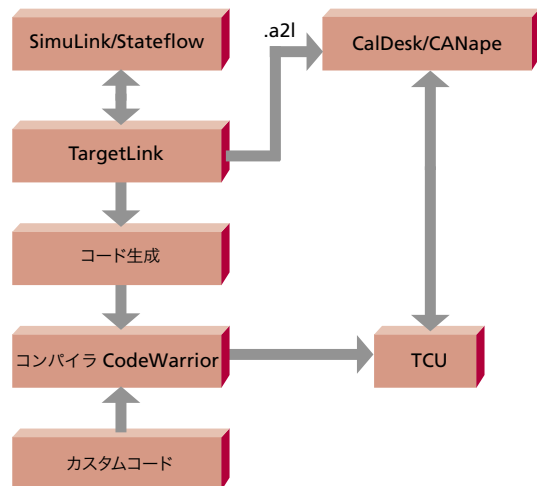 SimuLink/Stateflow
.a2l
CalDesk/CANape
TargetLink
コード生成
コンパイラ CodeWarrior
TCU
カスタムコード